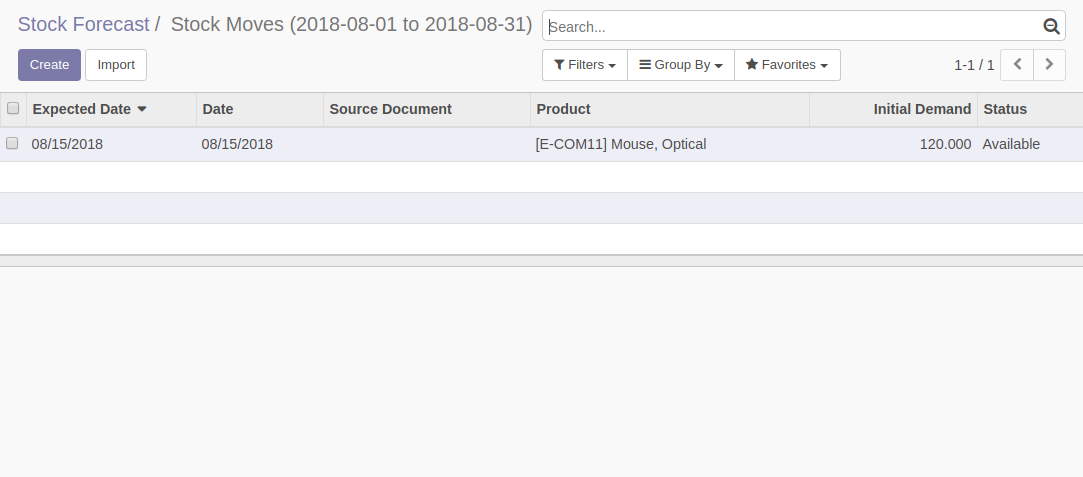 Stock Forecast / Stock Moves (2018-08-01 to 2018-08-31)
Search...
Create Import
Filters Group By Favorites
1-1 / 1
Expected Date Date Source Document Product Initial Demand Status
08/15/2018 08/15/2018 [E-COM11] Mouse, Optical 120.000 Available